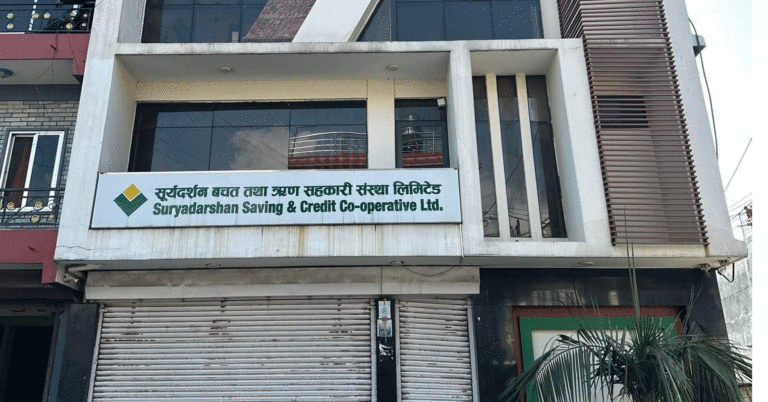 सूर्यदर्शन बचत तथा ऋण सहकारी संस्था लिमिटेड
Suryadarshan Saving & Credit Co-operative Ltd.